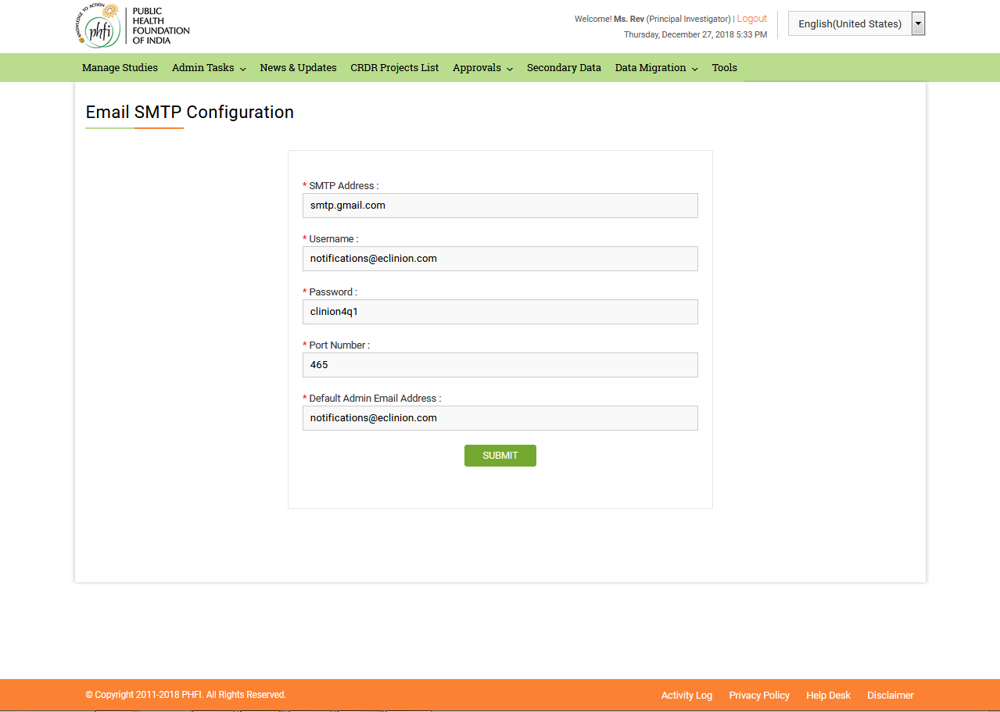 KNOWLEDGE TO ACTION
phfi
PUBLIC
HEALTH
FOUNDATION
OF INDIA
Welcome! Ms. Rev (Principal Investigator) | Logout
Thursday, December 27, 2018 5:33 PM
English(United States)
Manage Studies Admin Tasks News & Updates CRDR Projects List Approvals Secondary Data Data Migration Tools
Email SMTP Configuration
* SMTP Address :
smtp.gmail.com
* Username :
notifications@eclinion.com
* Password :
clinion4q1
* Port Number :
465
* Default Admin Email Address :
notifications@eclinion.com
SUBMIT
© Copyright 2011-2018 PHFI. All Rights Reserved.
Activity Log Privacy Policy Help Desk Disclaimer